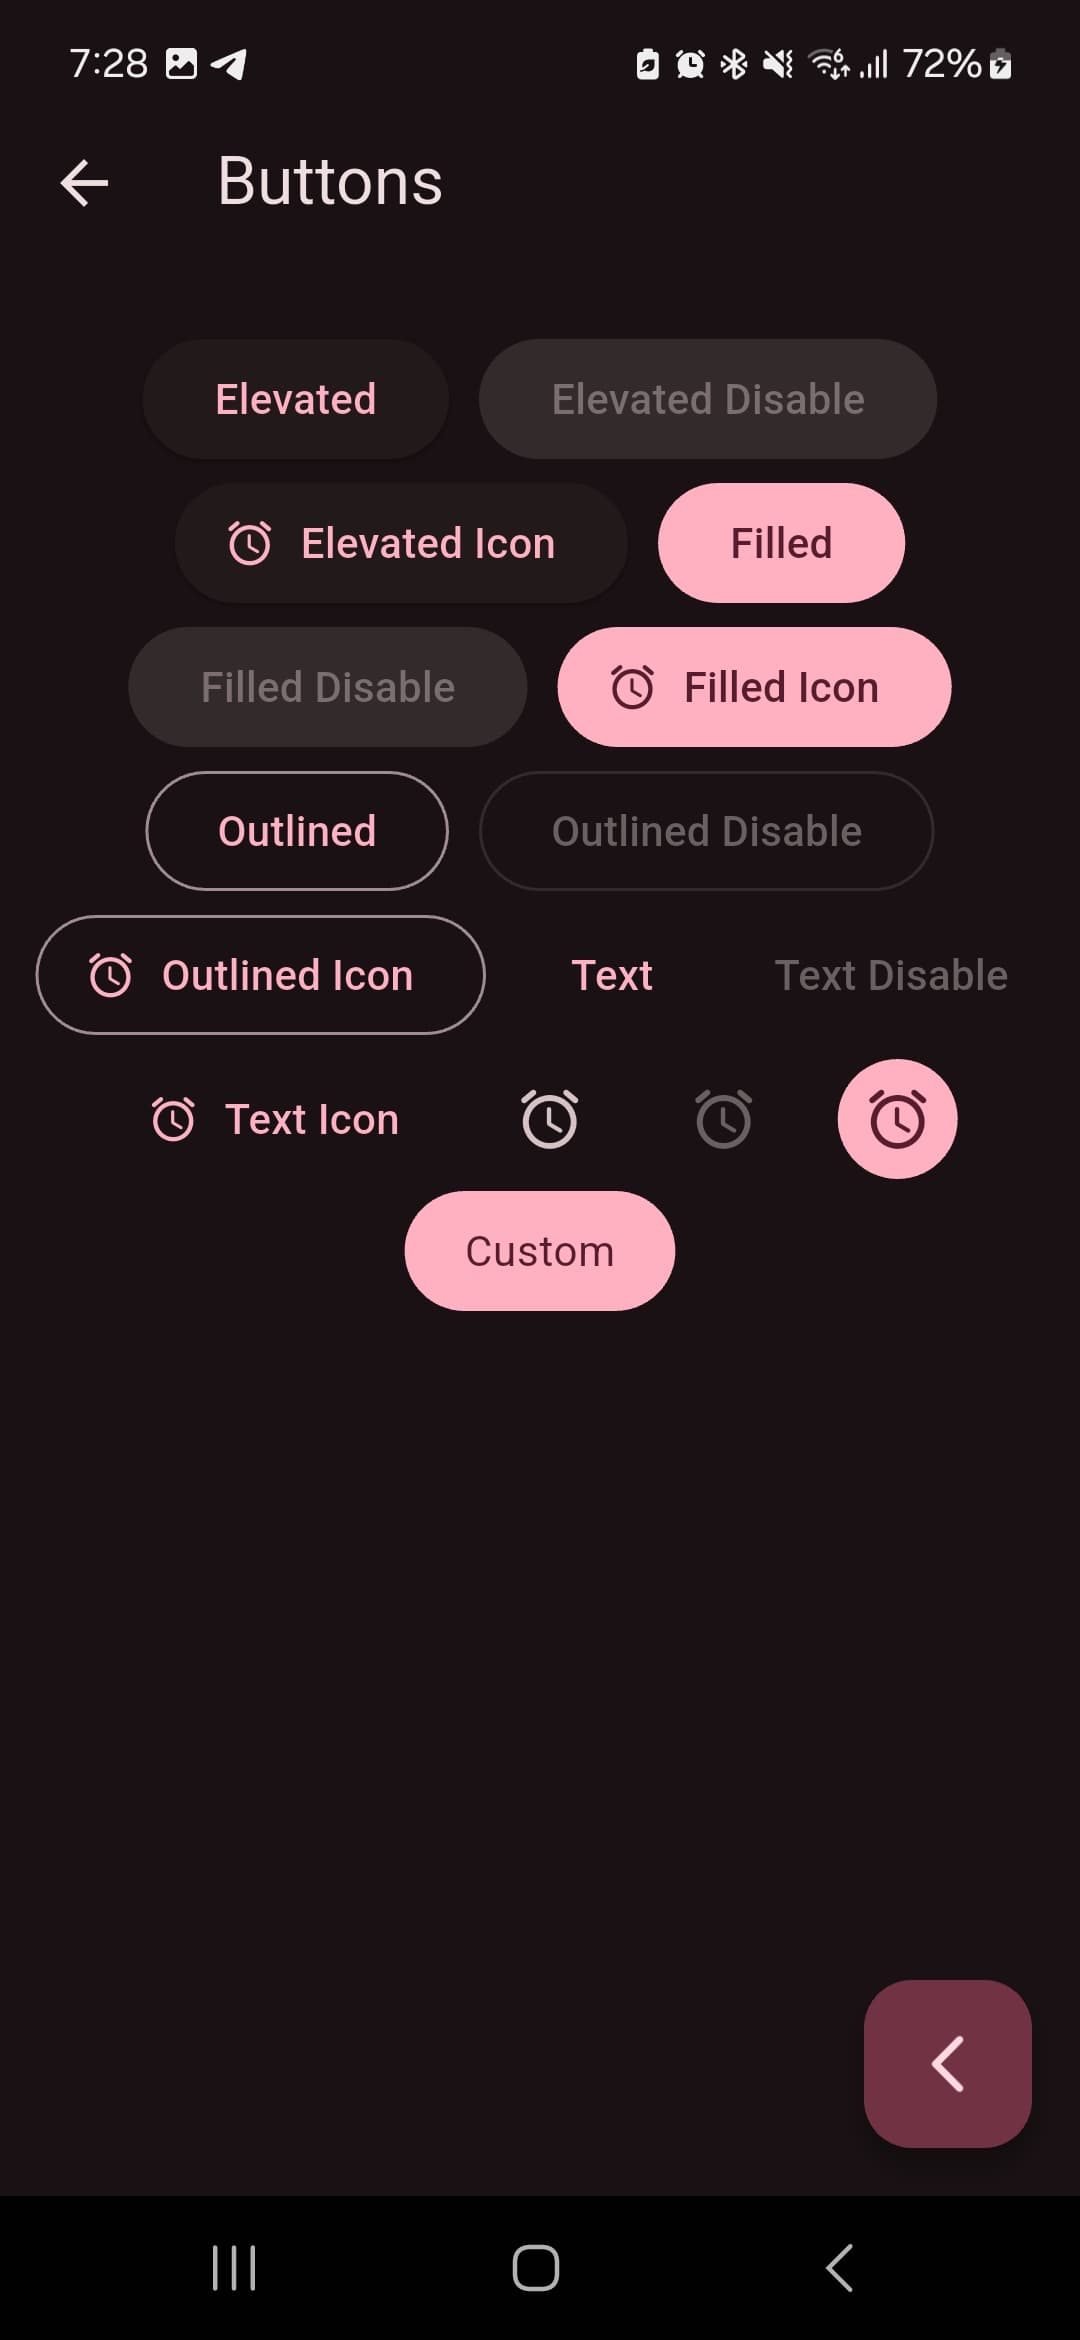 7:28 72%
Buttons
Elevated Elevated Disable
Elevated Icon Filled
Filled Disable Filled Icon
Outlined Outlined Disable
Outlined Icon Text Text Disable
Text Icon
Custom